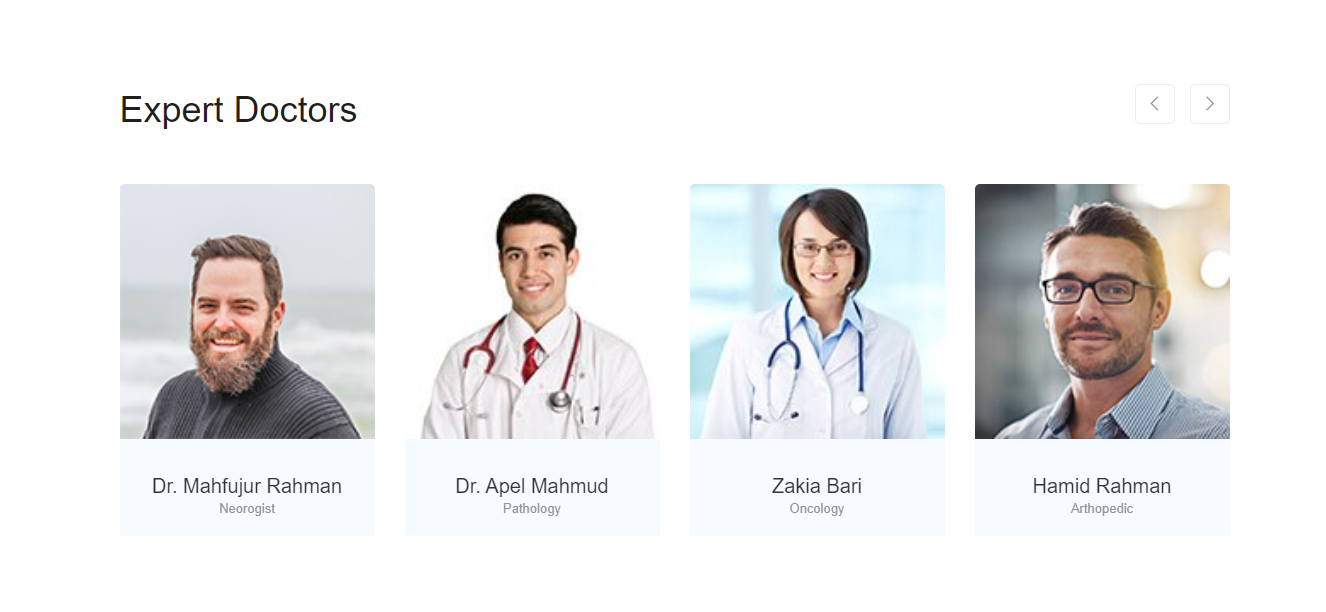 Expert Doctors
Dr. Mahfujur Rahman
Neorogist
Dr. Apel Mahmud
Pathology
Zakia Bari
Oncology
Hamid Rahman
Arthopedic